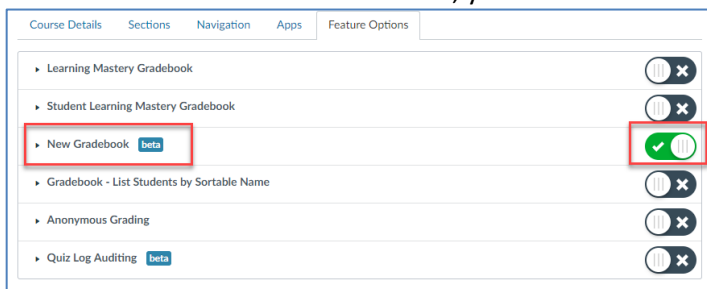 Course Details Sections Navigation Apps Feature Options
Learning Mastery Gradebook
Student Learning Mastery Gradebook
New Gradebook beta
Gradebook - List Students by Sortable Name
Anonymous Grading
Quiz Log Auditing beta